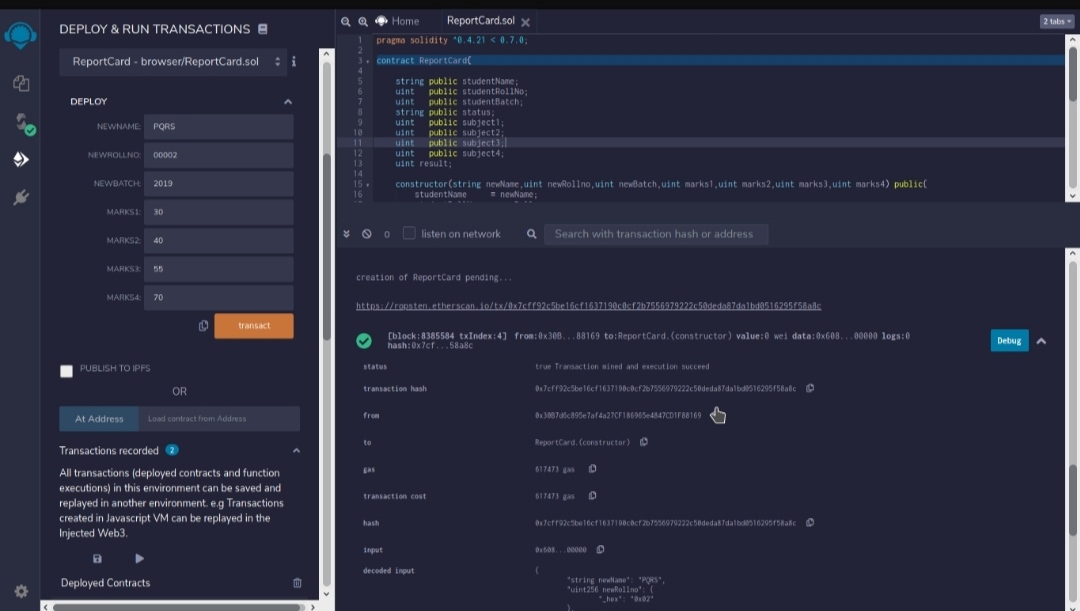 DEPLOY & RUN TRANSACTIONS
ReportCard - browser/ReportCard.sol
i
DEPLOY
NEWNAME: PQRS
NEWROLLNO: 00002
NEWBATCH: 2019
MARKS1: 30
MARKS2: 40
MARKS3: 55
MARKS4: 70
transact
PUBLISH TO IPFS
OR
At Address Load contract from Address
Transactions recorded 2
All transactions (deployed contracts and function
executions) in this environment can be saved and
replayed in another environment. e.g Transactions
created in Javascript VM can be replayed in the
Injected Web3.
Deployed Contracts
Home ReportCard.sol 2 tabs
1 pragma solidity ^0.4.21 < 0.7.0;
2
3 contract ReportCard{
4
5 string public studentName;
6 uint public studentRollNo;
7 uint public studentBatch;
8 string public status;
9 uint public subject1;
10 uint public subject2;
11 uint public subject3;
12 uint public subject4;
13 uint result;
14
15 constructor(string newName,uint newRollno,uint newBatch,uint marks1,uint marks2,uint marks3,uint marks4) public{
16 studentName = newName;
0 listen on network Search with transaction hash or address
creation of ReportCard pending...
[block:8385584 txIndex:4] from:0x30B...88169 to:ReportCard.(constructor) value:0 wei data:0x608...00000 logs:0
hash:0x7cf...58a8c
Debug
status true Transaction mined and execution succeed
transaction hash
from
to ReportCard.(constructor)
gas 617473 gas
transaction cost 617473 gas
hash
input 0x608...00000
decoded input {
"string newName": "PQRS",
"uint256 newRollno": {
"_hex": "0x02"
},